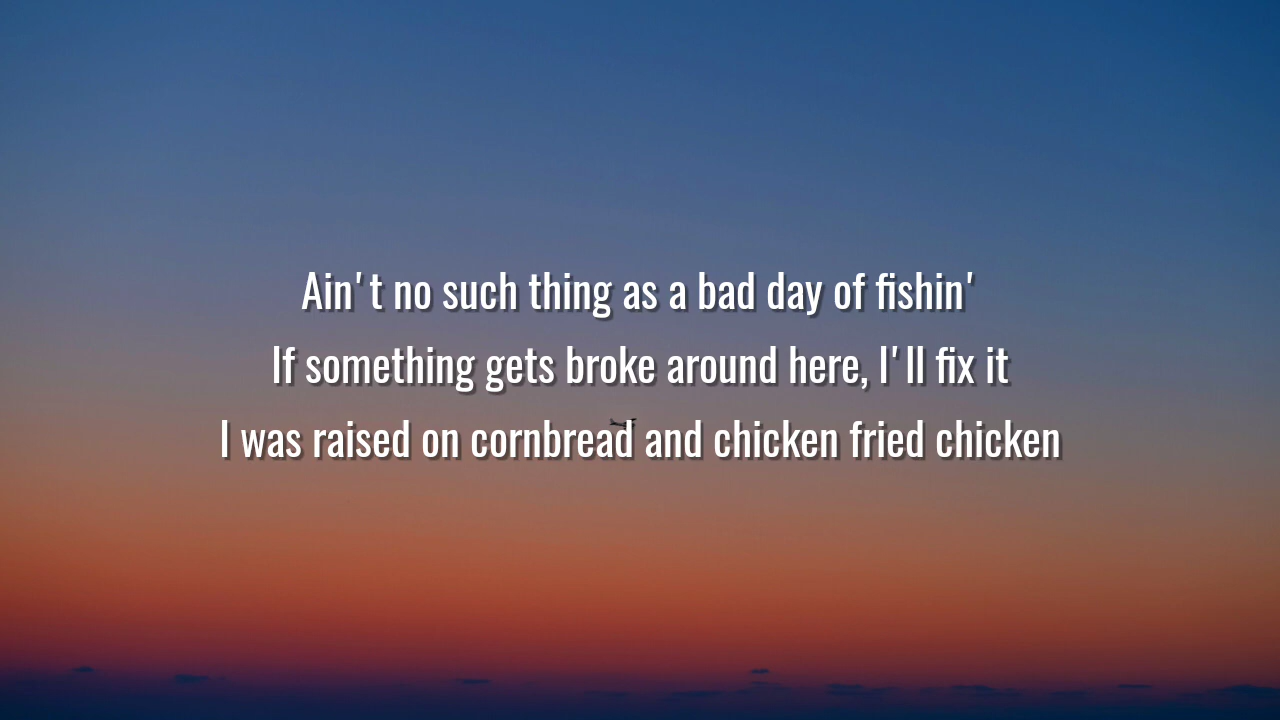 Ain't no such thing as a bad day of fishin'
If something gets broke around here, I'll fix it
I was raised on cornbread and chicken fried chicken